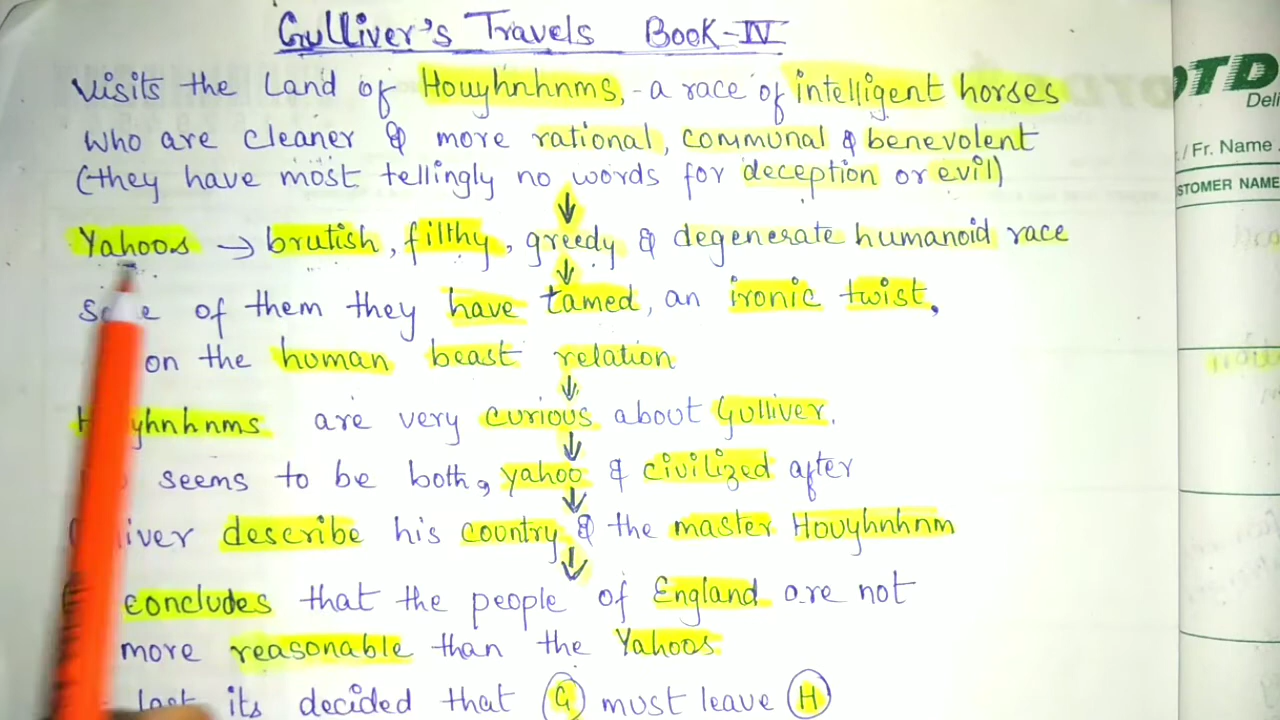 Gulliver's Travels Book-IV
Visits the Land of Houyhnhnms, - a race of intelligent horses
who are cleaner & more rational, communal & benevolent
(they have most tellingly no words for deception or evil)
Yahoos → brutish, filthy, greedy & degenerate humanoid race
of them they have tamed, an ironic twist,
on the human beast relation
are very curious about Gulliver.
seems to be both, yahoo & civilized after
describe his country & the master Houyhnhnm
concludes that the people of England are not
more reasonable than the Yahoos
last its decided that G must leave H
OTD
Deli
./ Fr. Name
STOMER NAME